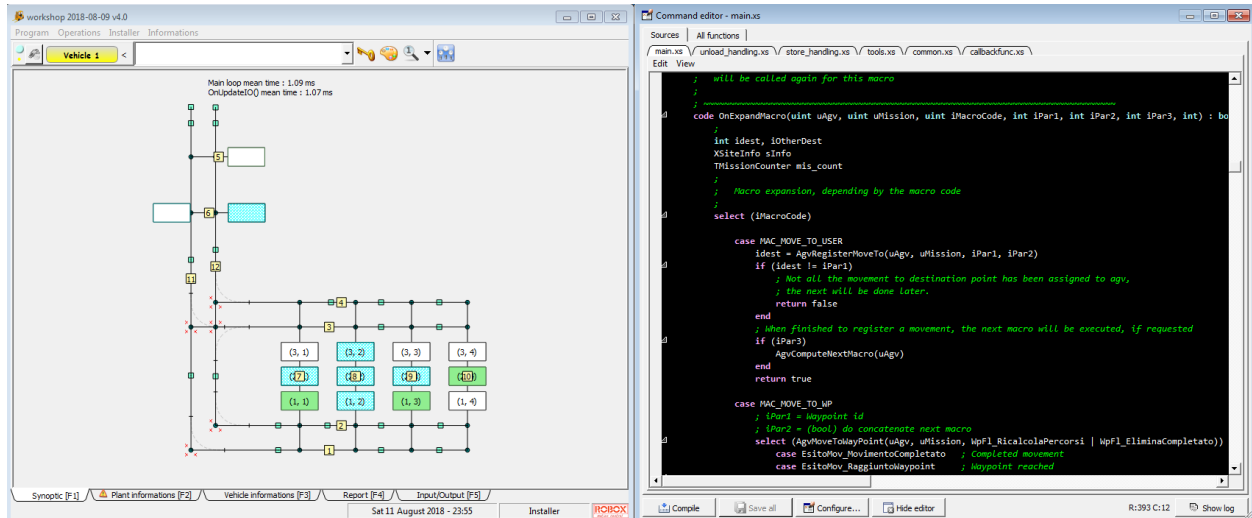 workshop 2018-08-09 v4.0
Program Operations Installer Informations
Vehicle 1 <
Main loop mean time : 1.09 ms
OnUpdateIO() mean time : 1.07 ms
5
6
12
11
4
3
(3, 1) (3, 2) (3, 3) (3, 4)
7 8 9 10
(1, 1) (1, 2) (1, 3) (1, 4)
2
1
Synoptic [F1] Plant informations [F2] Vehicle informations [F3] Report [F4] Input/Output [F5]
Sat 11 August 2018 - 23:55 Installer ROBOX
Command editor - main.xs
Sources All functions
main.xs unload_handling.xs store_handling.xs tools.xs common.xs callbackfunc.xs
Edit View
; will be called again for this macro
;
; ~~~~~~~~~~~~~~~~~~~~~~~~~~~~~~~~~~~~~~~~
code OnExpandMacro(uint uAgv, uint uMission, uint iMacroCode, int iPar1, int iPar2, int iPar3, int) : bo
;
int idest, iOtherDest
XSiteInfo sInfo
TMissionCounter mis_count
;
; Macro expansion, depending by the macro code
;
select (iMacroCode)
case MAC_MOVE_TO_USER
idest = AgvRegisterMoveTo(uAgv, uMission, iPar1, iPar2)
if (idest != iPar1)
; Not all the movement to destination point has been assigned to agv,
; the next will be done later.
return false
end
; When finished to register a movement, the next macro will be executed, if requested
if (iPar3)
AgvComputeNextMacro(uAgv)
end
return true
case MAC_MOVE_TO_WP
; iPar1 = Waypoint id
; iPar2 = (bool) do concatenate next macro
select (AgvMoveToWayPoint(uAgv, uMission, WpFl_RicalcolaPercorsi | WpFl_EliminaCompletato))
case EsitoMov_MovimentoCompletato ; Completed movement
case EsitoMov_RaggiuntoWaypoint ; Waypoint reached
Compile Save all Configure... Hide editor R:393 C:12 Show log